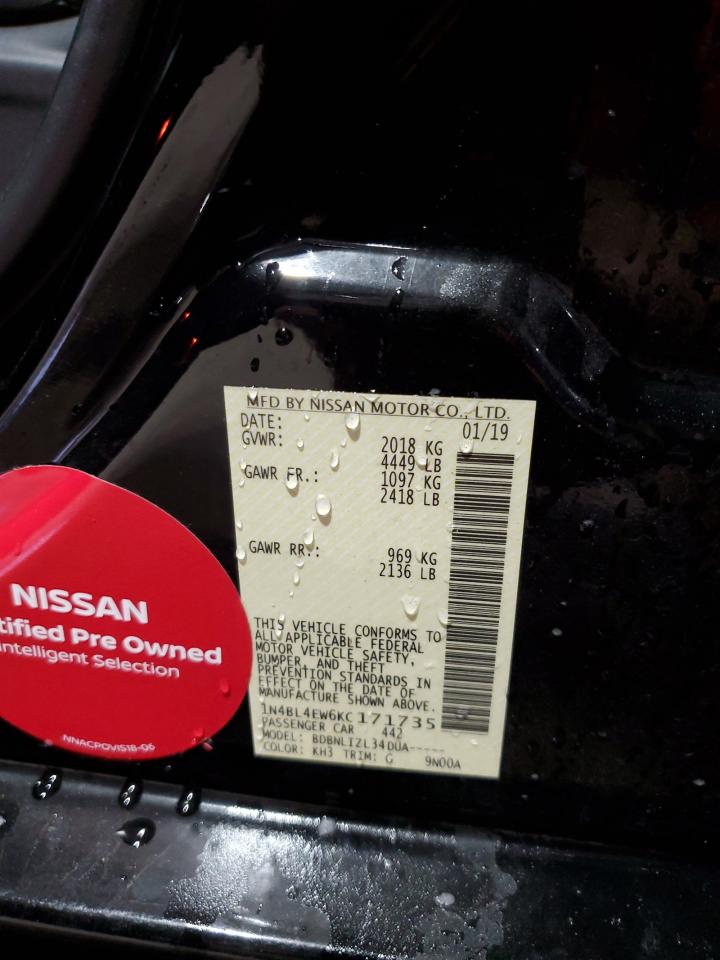 MFD BY NISSAN MOTOR CO., LTD.
DATE: 01/19
GVWR: 2018 KG
4449 LB
GAWR FR.: 1097 KG
2418 LB
GAWR RR.: 969 KG
2136 LB
THIS VEHICLE CONFORMS TO
ALL APPLICABLE FEDERAL
MOTOR VEHICLE SAFETY,
BUMPER, AND THEFT
PREVENTION STANDARDS IN
EFFECT ON THE DATE OF
MANUFACTURE SHOWN ABOVE.
1N4BL4EW6KC171735
PASSENGER CAR 442
MODEL: BDBNLIZL34DUA-----
COLOR: KH3 TRIM: G 9N00A
NISSAN
tified Pre Owned
Intelligent Selection
NNACPOVIS18-06